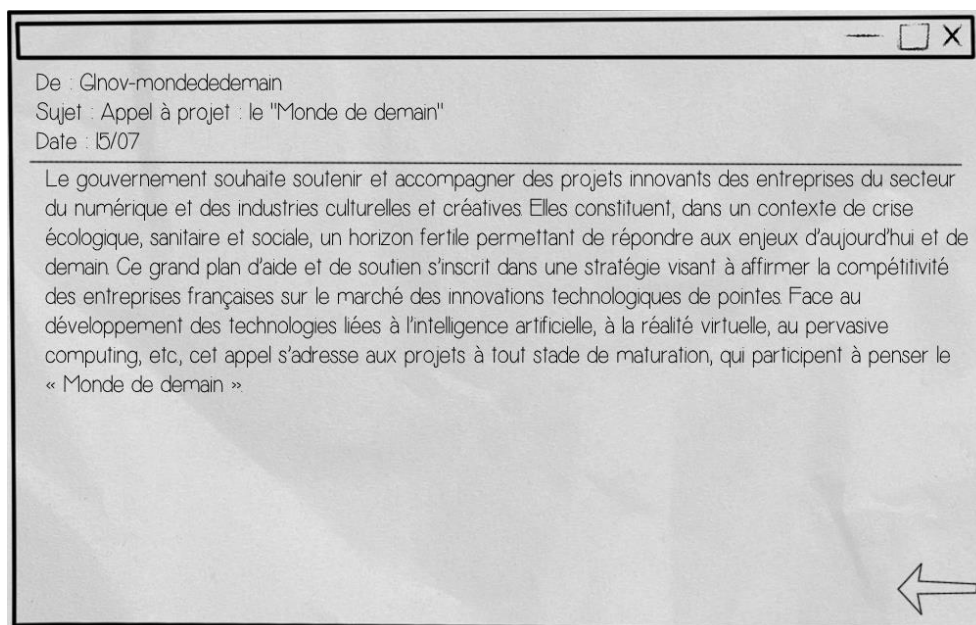 De : GInov-mondededemain
Sujet : Appel à projet : le "Monde de demain"
Date : 15/07
Le gouvernement souhaite soutenir et accompagner des projets innovants des entreprises du secteur
du numérique et des industries culturelles et créatives. Elles constituent, dans un contexte de crise
écologique, sanitaire et sociale, un horizon fertile permettant de répondre aux enjeux d'aujourd'hui et de
demain. Ce grand plan d'aide et de soutien s'inscrit dans une stratégie visant à affirmer la compétitivité
des entreprises françaises sur le marché des innovations technologiques de pointes. Face au
développement des technologies liées à l'intelligence artificielle, à la réalité virtuelle, au pervasive
computing, etc, cet appel s'adresse aux projets à tout stade de maturation, qui participent à penser le
« Monde de demain ».